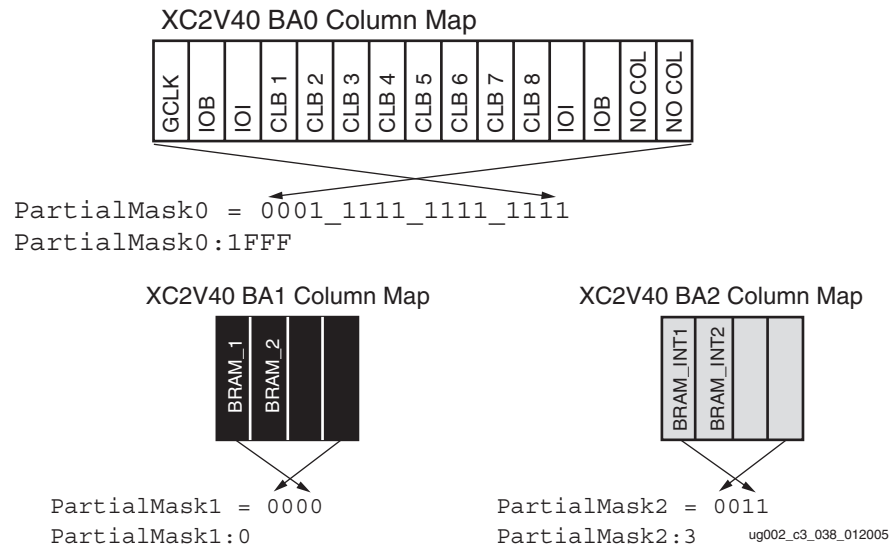 XC2V40 BA0 Column Map
GCLK
IOB
IOI
CLB 1
CLB 2
CLB 3
CLB 4
CLB 5
CLB 6
CLB 7
CLB 8
IOI
IOB
NO COL
NO COL
PartialMask0 = 0001_1111_1111_1111
PartialMask0:1FFF
XC2V40 BA1 Column Map
BRAM_1
BRAM_2
PartialMask1 = 0000
PartialMask1:0
XC2V40 BA2 Column Map
BRAM_INT1
BRAM_INT2
PartialMask2 = 0011
PartialMask2:3
ug002_c3_038_012005